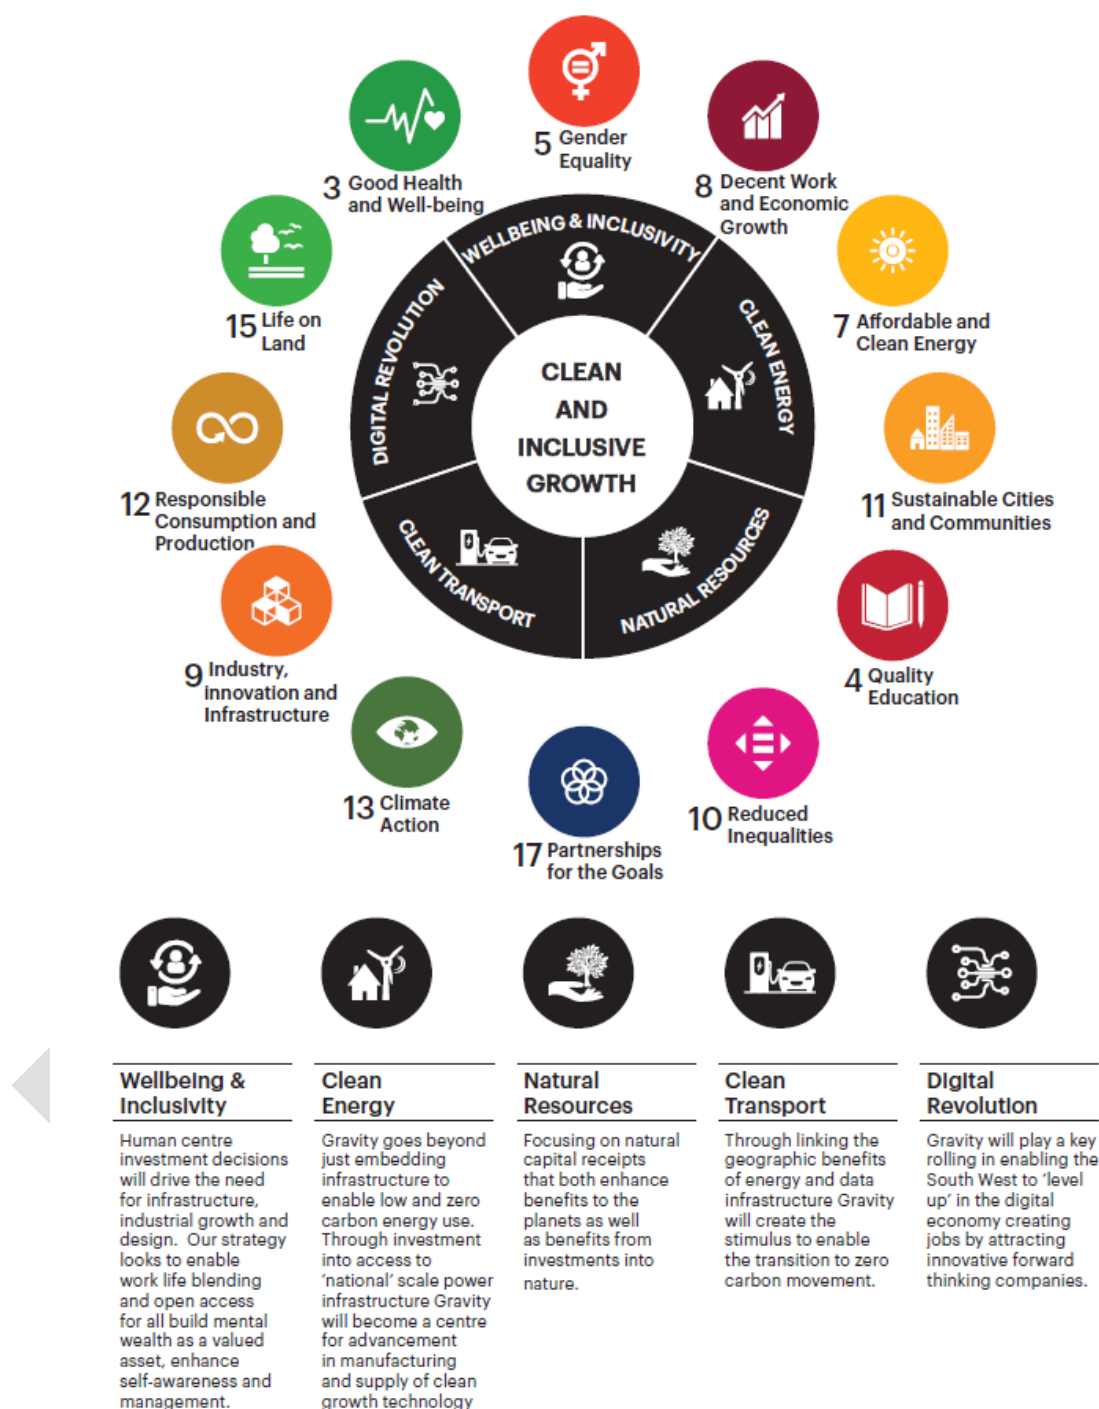 5 Gender
Equality
3 Good Health
and Well-being
8 Decent Work
and Economic
Growth
15 Life on
Land
7 Affordable and
Clean Energy
12 Responsible
Consumption and
Production
11 Sustainable Cities
and Communities
9 Industry,
innovation and
Infrastructure
4 Quality
Education
13 Climate
Action
10 Reduced
Inequalities
17 Partnerships
for the Goals
WELLBEING & INCLUSIVITY
CLEAN ENERGY
NATURAL RESOURCES
CLEAN TRANSPORT
DIGITAL REVOLUTION
CLEAN
AND
INCLUSIVE
GROWTH
Wellbeing &
Inclusivity
Human centre
investment decisions
will drive the need
for infrastructure,
industrial growth and
design. Our strategy
looks to enable
work life blending
and open access
for all build mental
wealth as a valued
asset, enhance
self-awareness and
management.
Clean
Energy
Gravity goes beyond
just embedding
infrastructure to
enable low and zero
carbon energy use.
Through investment
into access to
‘national’ scale power
infrastructure Gravity
will become a centre
for advancement
in manufacturing
and supply of clean
growth technology
Natural
Resources
Focusing on natural
capital receipts
that both enhance
benefits to the
planets as well
as benefits from
investments into
nature.
Clean
Transport
Through linking the
geographic benefits
of energy and data
infrastructure Gravity
will create the
stimulus to enable
the transition to zero
carbon movement.
Digital
Revolution
Gravity will play a key
rolling in enabling the
South West to ‘level
up’ in the digital
economy creating
jobs by attracting
innovative forward
thinking companies.